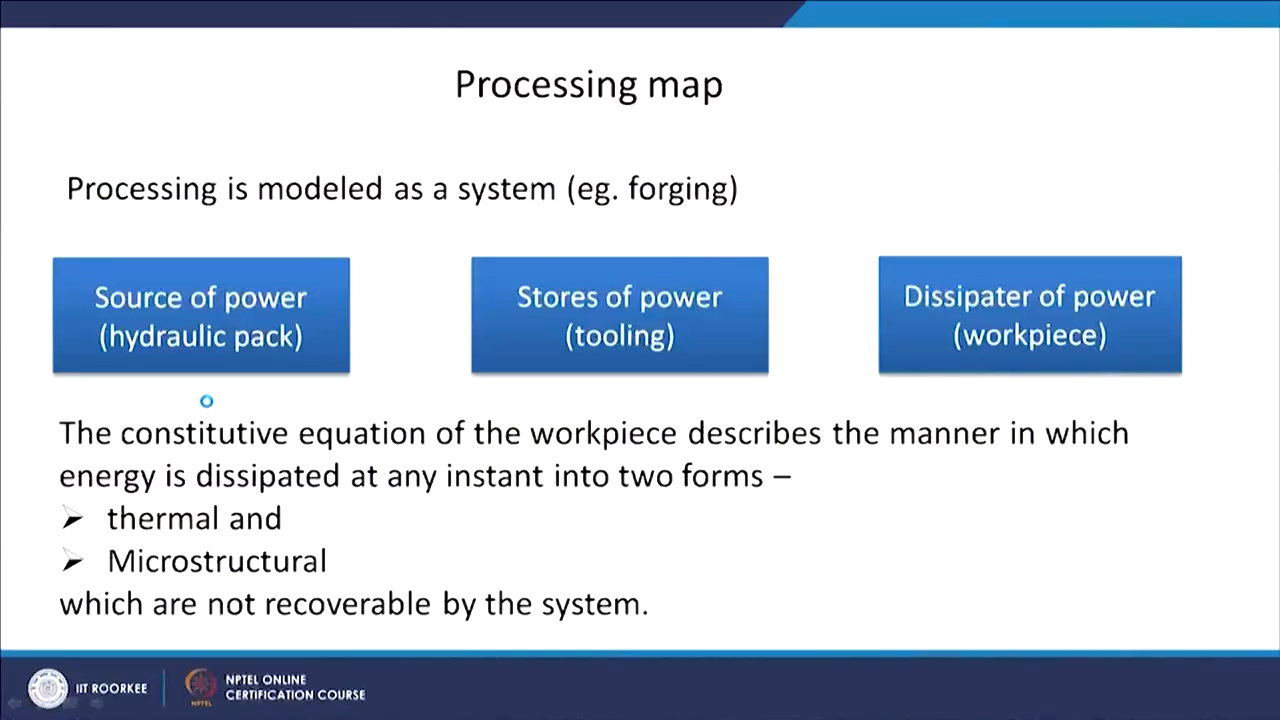 Processing map
Processing is modeled as a system (eg. forging)
Source of power
(hydraulic pack)
Stores of power
(tooling)
Dissipater of power
(workpiece)
The constitutive equation of the workpiece describes the manner in which
energy is dissipated at any instant into two forms –
thermal and
Microstructural
which are not recoverable by the system.
IIT ROORKEE
NPTEL
NPTEL ONLINE
CERTIFICATION COURSE